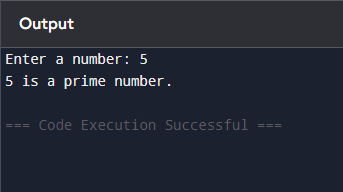 Output
Enter a number: 5
5 is a prime number.
=== Code Execution Successful ===